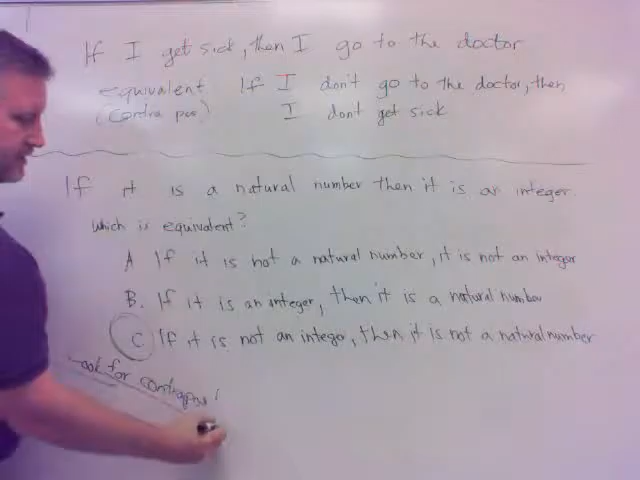 If I get sick, then I go to the doctor
equivalent If I don't go to the doctor, then
(contra pos) I don't get sick
If it is a natural number then it is an integer.
which is equivalent?
A If it is not a natural number, it is not an integer
B. If it is an integer, then it is a natural number
C If it is not an integer, then it is not a natural number
Look for contrapos